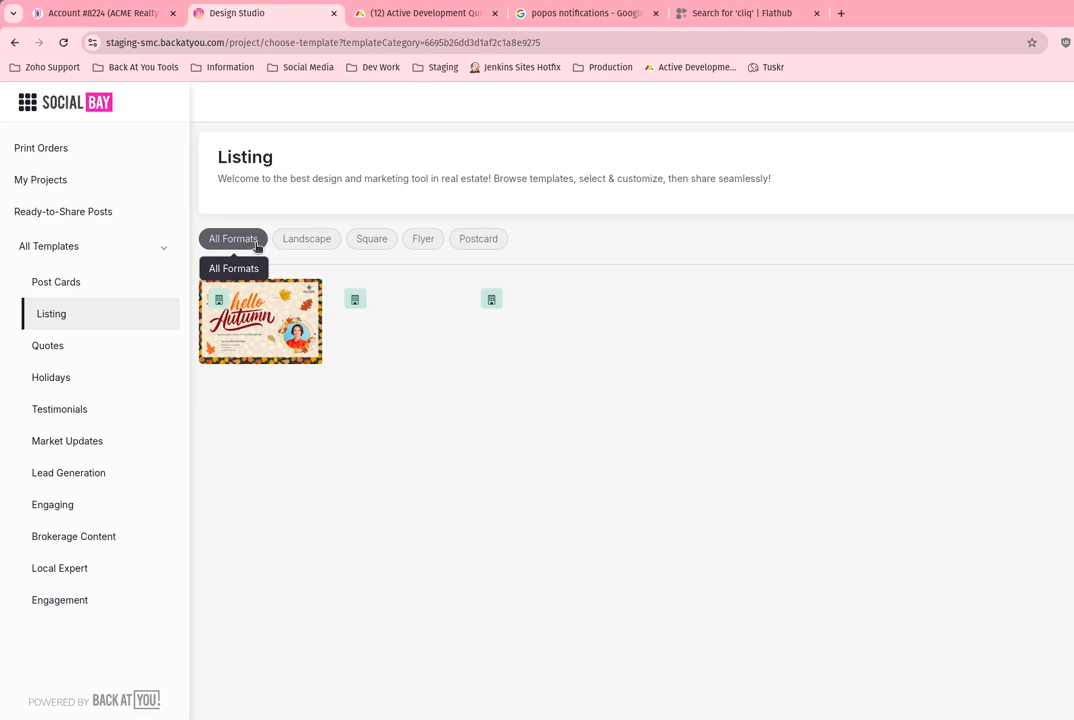 Account #8224 (ACME Realty
Design Studio
(12) Active Development Qu
popos notifications - Google
Search for 'cliq' | Flathub
staging-smc.backatyou.com/project/choose-template?templateCategory=6695b26dd3d1af2c1a8e9275
Zoho Support
Back At You Tools
Information
Social Media
Dev Work
Staging
Jenkins Sites Hotfix
Production
Active Developme...
Tuskr
SOCIAL BAY
Print Orders
My Projects
Ready-to-Share Posts
All Templates
Post Cards
Listing
Quotes
Holidays
Testimonials
Market Updates
Lead Generation
Engaging
Brokerage Content
Local Expert
Engagement
POWERED BY BACK AT YOU!
Listing
Welcome to the best design and marketing tool in real estate! Browse templates, select & customize, then share seamlessly!
All Formats
Landscape
Square
Flyer
Postcard
All Formats
hello
Autumn